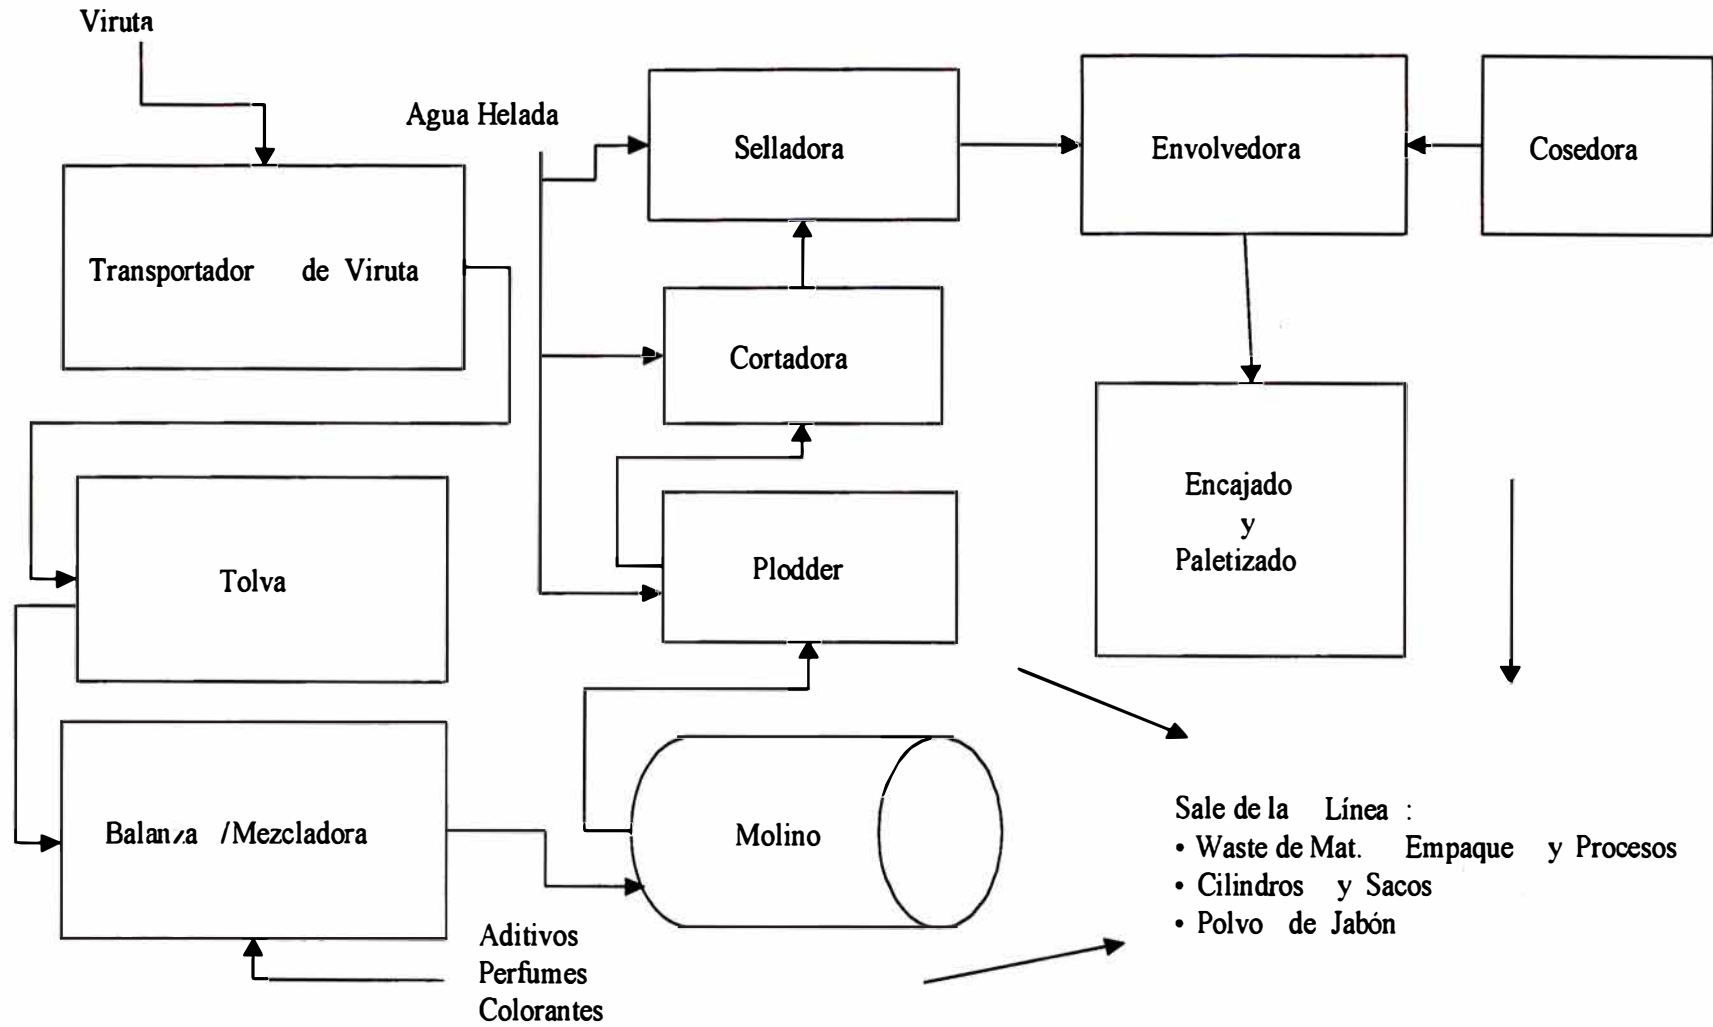 Viruta
Agua Helada
Selladora
Envolvedora
Cosedora
Transportador de Viruta
Cortadora
Encajado
y
Paletizado
Tolva
Plodder
Balanza /Mezcladora
Molino
Sale de la Línea :
• Waste de Mat. Empaque y Procesos
• Cilindros y Sacos
• Polvo de Jabón
Aditivos
Perfumes
Colorantes